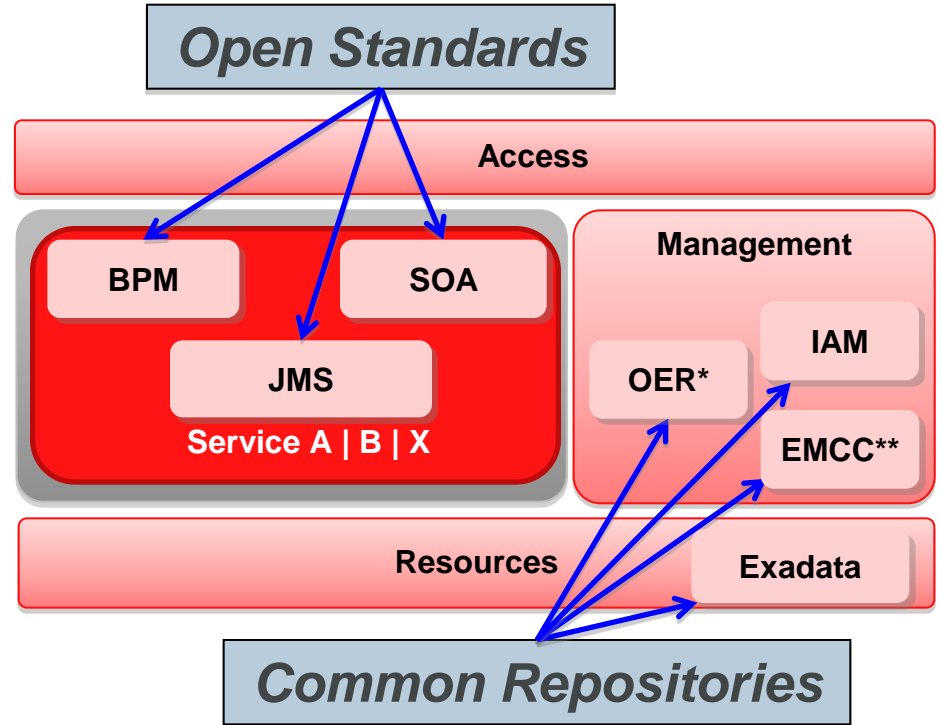 Open Standards
Access
BPM
SOA
JMS
Service A | B | X
Management
IAM
OER*
EMCC**
Resources
Exadata
Common Repositories